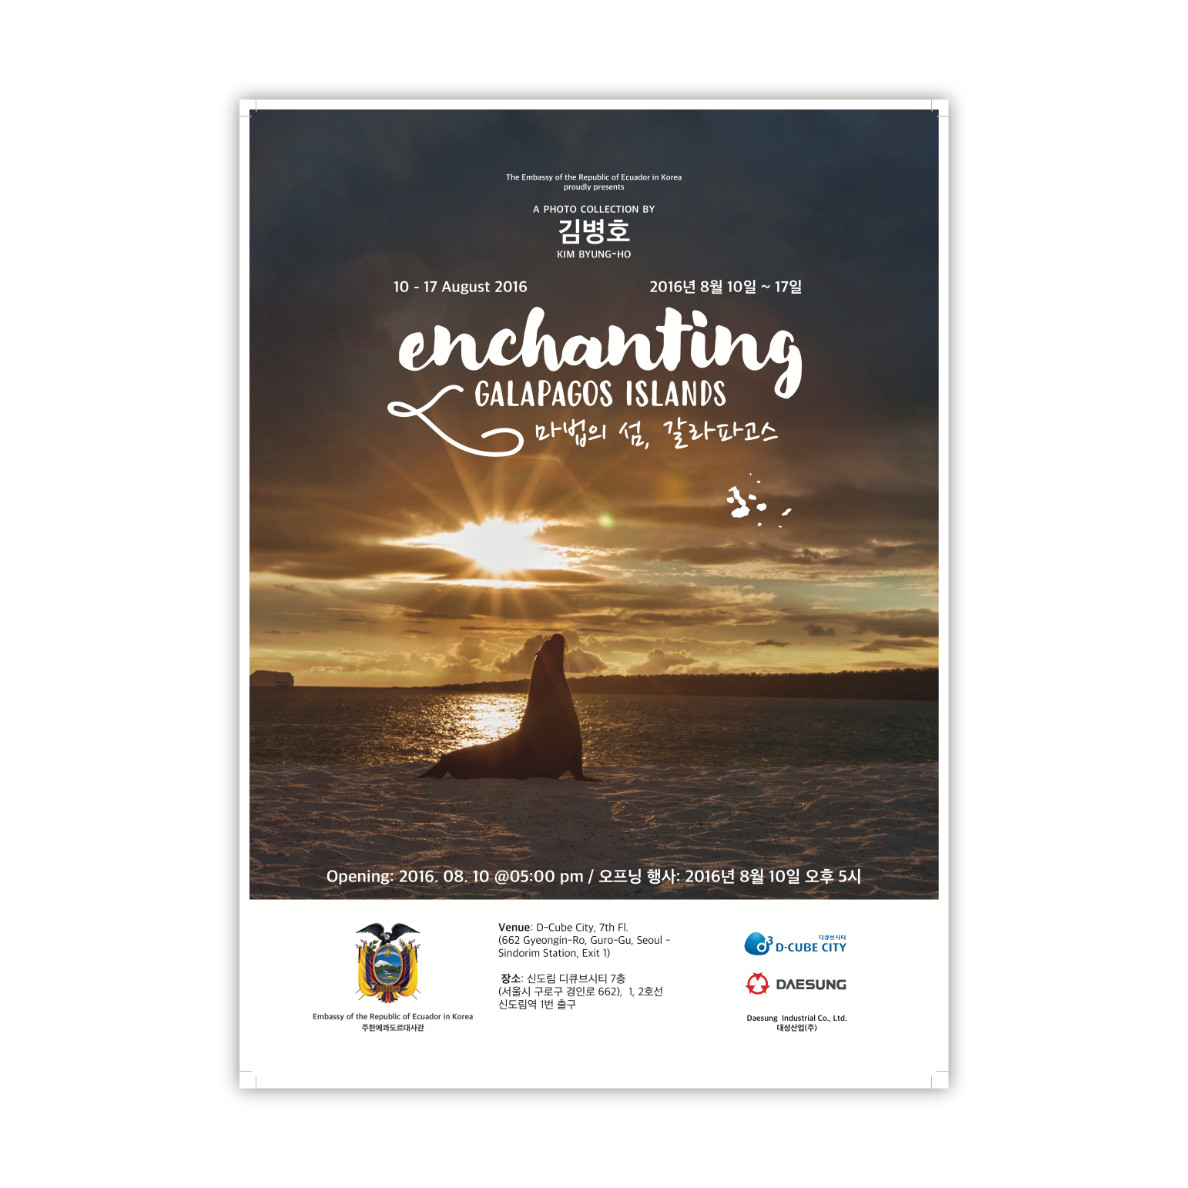 The Embassy of the Republic of Ecuador in Korea
proudly presents
A PHOTO COLLECTION BY
김병호
KIM BYUNG-HO
10 - 17 August 2016
2016년 8월 10일 ~ 17일
enchanting
GALAPAGOS ISLANDS
마법의 섬, 갈라파고스
Opening: 2016. 08. 10 @05:00 pm / 오프닝 행사: 2016년 8월 10일 오후 5시
Embassy of the Republic of Ecuador in Korea
주한에콰도르대사관
Venue: D-Cube City, 7th Fl.
(662 Gyeongin-Ro, Guro-Gu, Seoul -
Sindorim Station, Exit 1)
장소: 신도림 디큐브시티 7층
(서울시 구로구 경인로 662), 1, 2호선
신도림역 1번 출구
디큐브시티
d3 D-CUBE CITY
DAESUNG
Daesung Industrial Co., Ltd.
대성산업(주)